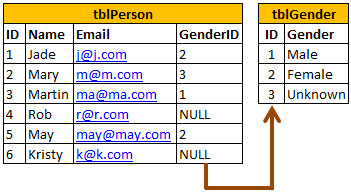 tblPerson
ID Name Email GenderID
1 Jade j@j.com 2
2 Mary m@m.com 3
3 Martin ma@ma.com 1
4 Rob r@r.com NULL
5 May may@may.com 2
6 Kristy k@k.com NULL
tblGender
ID Gender
1 Male
2 Female
3 Unknown